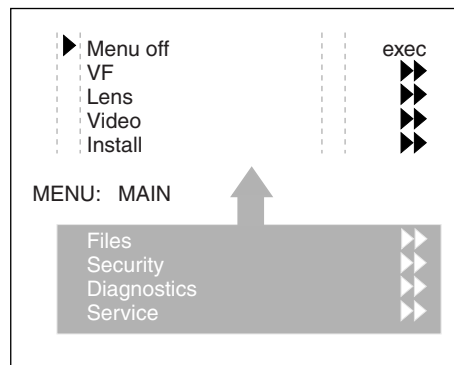 Menu off exec
VF
Lens
Video
Install
MENU: MAIN
Files
Security
Diagnostics
Service